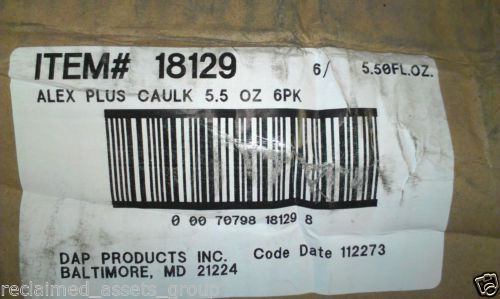 ITEM# 18129 6/ 5.50FL.OZ.
ALEX PLUS CAULK 5.5 OZ 6PK
0 00 70798 18129 8
DAP PRODUCTS INC. Code Date 112273
BALTIMORE, MD 21224
reclaimed_assets_group